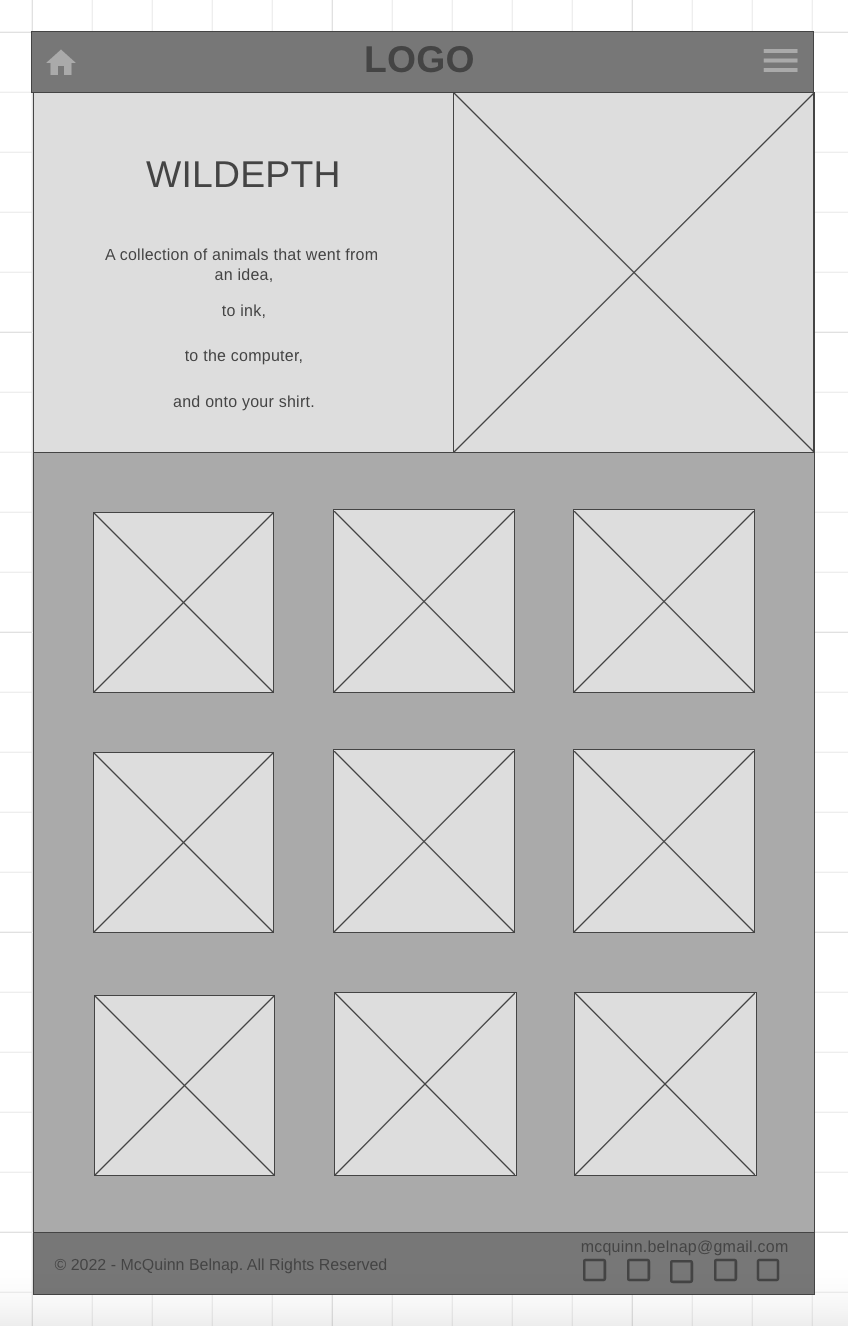 LOGO
WILDEPTH
A collection of animals that went from
an idea,
to ink,
to the computer,
and onto your shirt.
mcquinn.belnap@gmail.com
© 2022 - McQuinn Belnap. All Rights Reserved